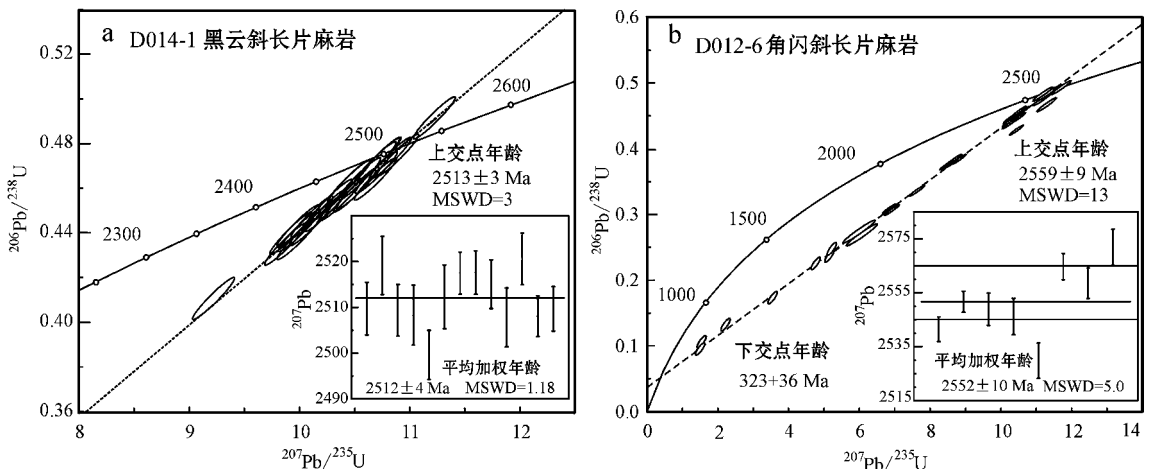 a D014-1 黑云斜长片麻岩
0.52
0.48
0.44
0.40
0.36
²⁰⁶Pb/²³⁸U
2600
2500
2400
2300
上交点年龄
2513±3 Ma
MSWD=3
2520
2510
2500
2490
²⁰⁷Pb
平均加权年龄
2512±4 Ma MSWD=1.18
8 9 10 11 12
²⁰⁷Pb/²³⁵U
b D012-6 角闪斜长片麻岩
0.6
0.5
0.4
0.3
0.2
0.1
0.0
²⁰⁶Pb/²³⁸U
2500
2000
1500
1000
上交点年龄
2559±9 Ma
MSWD=13
下交点年龄
323+36 Ma
2575
2555
2535
2515
²⁰⁷Pb
平均加权年龄
2552±10 Ma MSWD=5.0
0 2 4 6 8 10 12 14
²⁰⁷Pb/²³⁵U